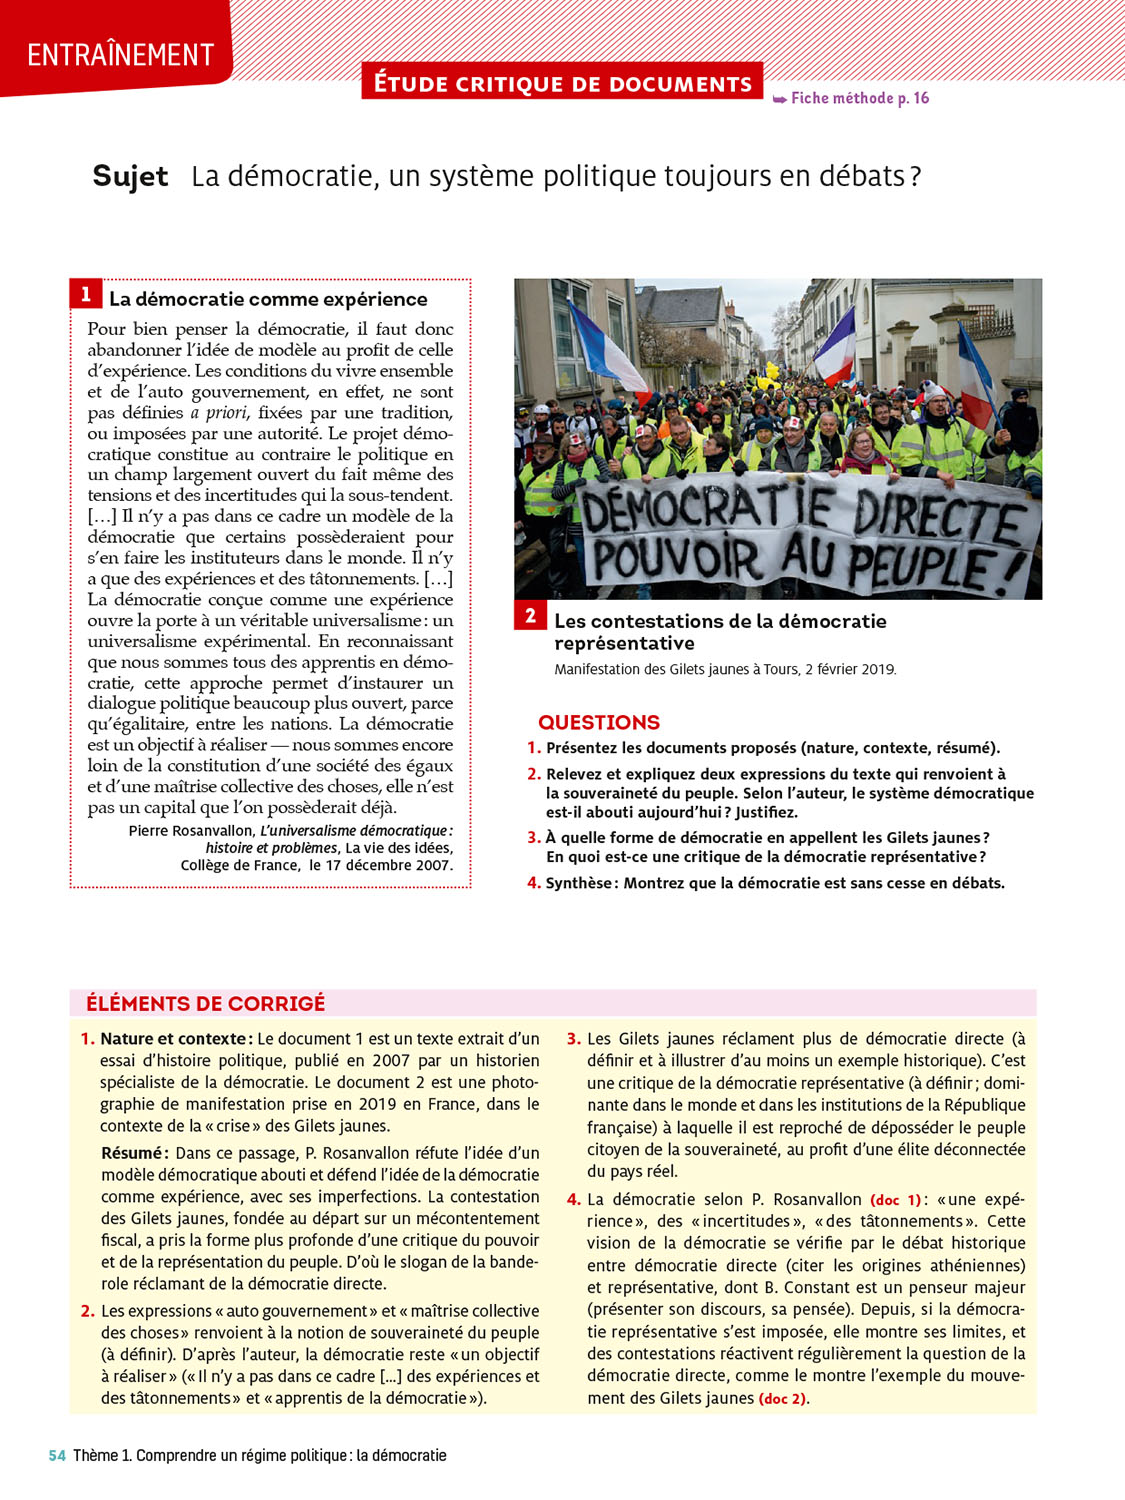 ENTRAÎNEMENT
ÉTUDE CRITIQUE DE DOCUMENTS
➥ Fiche méthode p. 16
Sujet La démocratie, un système politique toujours en débats ?
1 La démocratie comme expérience
Pour bien penser la démocratie, il faut donc
abandonner l’idée de modèle au profit de celle
d’expérience. Les conditions du vivre ensemble
et de l’auto gouvernement, en effet, ne sont
pas définies a priori, fixées par une tradition,
ou imposées par une autorité. Le projet démo-
cratique constitue au contraire le politique en
un champ largement ouvert du fait même des
tensions et des incertitudes qui la sous-tendent.
[…] Il n’y a pas dans ce cadre un modèle de la
démocratie que certains possèderaient pour
s’en faire les instituteurs dans le monde. Il n’y
a que des expériences et des tâtonnements. […]
La démocratie conçue comme une expérience
ouvre la porte à un véritable universalisme : un
universalisme expérimental. En reconnaissant
que nous sommes tous des apprentis en démo-
cratie, cette approche permet d’instaurer un
dialogue politique beaucoup plus ouvert, parce
qu’égalitaire, entre les nations. La démocratie
est un objectif à réaliser — nous sommes encore
loin de la constitution d’une société des égaux
et d’une maîtrise collective des choses, elle n’est
pas un capital que l’on possèderait déjà.
Pierre Rosanvallon, L’universalisme démocratique :
histoire et problèmes, La vie des idées,
Collège de France, le 17 décembre 2007.
DÉMOCRATIE DIRECTE
POUVOIR AU PEUPLE !
2 Les contestations de la démocratie
représentative
Manifestation des Gilets jaunes à Tours, 2 février 2019.
QUESTIONS
1. Présentez les documents proposés (nature, contexte, résumé).
2. Relevez et expliquez deux expressions du texte qui renvoient à
la souveraineté du peuple. Selon l’auteur, le système démocratique
est-il abouti aujourd’hui ? Justifiez.
3. À quelle forme de démocratie en appellent les Gilets jaunes ?
En quoi est-ce une critique de la démocratie représentative ?
4. Synthèse : Montrez que la démocratie est sans cesse en débats.
ÉLÉMENTS DE CORRIGÉ
1. Nature et contexte : Le document 1 est un texte extrait d’un
essai d’histoire politique, publié en 2007 par un historien
spécialiste de la démocratie. Le document 2 est une photo-
graphie de manifestation prise en 2019 en France, dans le
contexte de la « crise » des Gilets jaunes.
Résumé : Dans ce passage, P. Rosanvallon réfute l’idée d’un
modèle démocratique abouti et défend l’idée de la démocratie
comme expérience, avec ses imperfections. La contestation
des Gilets jaunes, fondée au départ sur un mécontentement
fiscal, a pris la forme plus profonde d’une critique du pouvoir
et de la représentation du peuple. D’où le slogan de la bande-
role réclamant de la démocratie directe.
2. Les expressions « auto gouvernement » et « maîtrise collective
des choses » renvoient à la notion de souveraineté du peuple
(à définir). D’après l’auteur, la démocratie reste « un objectif
à réaliser » (« Il n’y a pas dans ce cadre [...] des expériences et
des tâtonnements » et « apprentis de la démocratie »).
3. Les Gilets jaunes réclament plus de démocratie directe (à
définir et à illustrer d’au moins un exemple historique). C’est
une critique de la démocratie représentative (à définir ; domi-
nante dans le monde et dans les institutions de la République
française) à laquelle il est reproché de déposséder le peuple
citoyen de la souveraineté, au profit d’une élite déconnectée
du pays réel.
4. La démocratie selon P. Rosanvallon (doc 1) : « une expé-
rience », des « incertitudes », « des tâtonnements ». Cette
vision de la démocratie se vérifie par le débat historique
entre démocratie directe (citer les origines athéniennes)
et représentative, dont B. Constant est un penseur majeur
(présenter son discours, sa pensée). Depuis, si la démocra-
tie représentative s’est imposée, elle montre ses limites, et
des contestations réactivent régulièrement la question de la
démocratie directe, comme le montre l’exemple du mouve-
ment des Gilets jaunes (doc 2).
54 Thème 1. Comprendre un régime politique : la démocratie